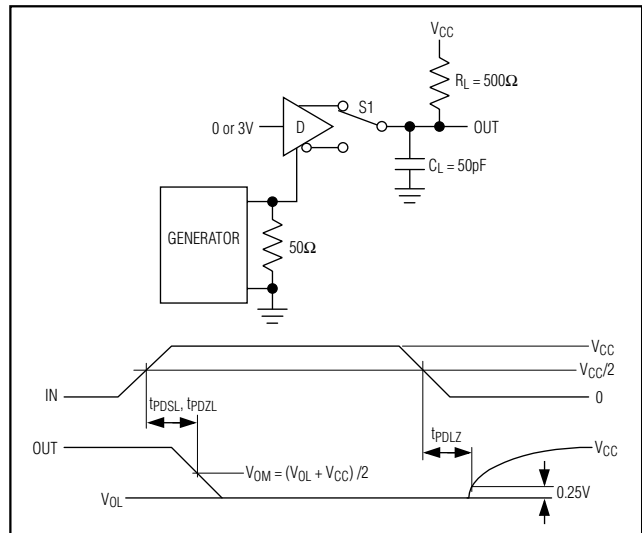 VCC
RL = 500Ω
S1
0 or 3V
D
OUT
CL = 50pF
GENERATOR
50Ω
VCC
VCC/2
IN
0
tPDSL, tPDZL
tPDLZ
OUT
VCC
VOM = (VOL + VCC) /2
0.25V
VOL